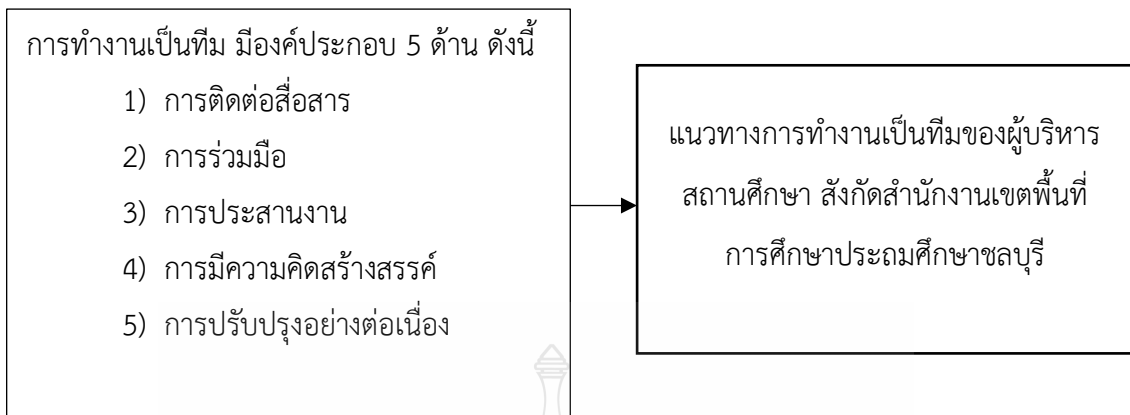 การทำงานเป็นทีม มีองค์ประกอบ 5 ด้าน ดังนี้
1) การติดต่อสื่อสาร
2) การร่วมมือ
3) การประสานงาน
4) การมีความคิดสร้างสรรค์
5) การปรับปรุงอย่างต่อเนื่อง
แนวทางการทำงานเป็นทีมของผู้บริหาร
สถานศึกษา สังกัดสำนักงานเขตพื้นที่
การศึกษาประถมศึกษาชลบุรี